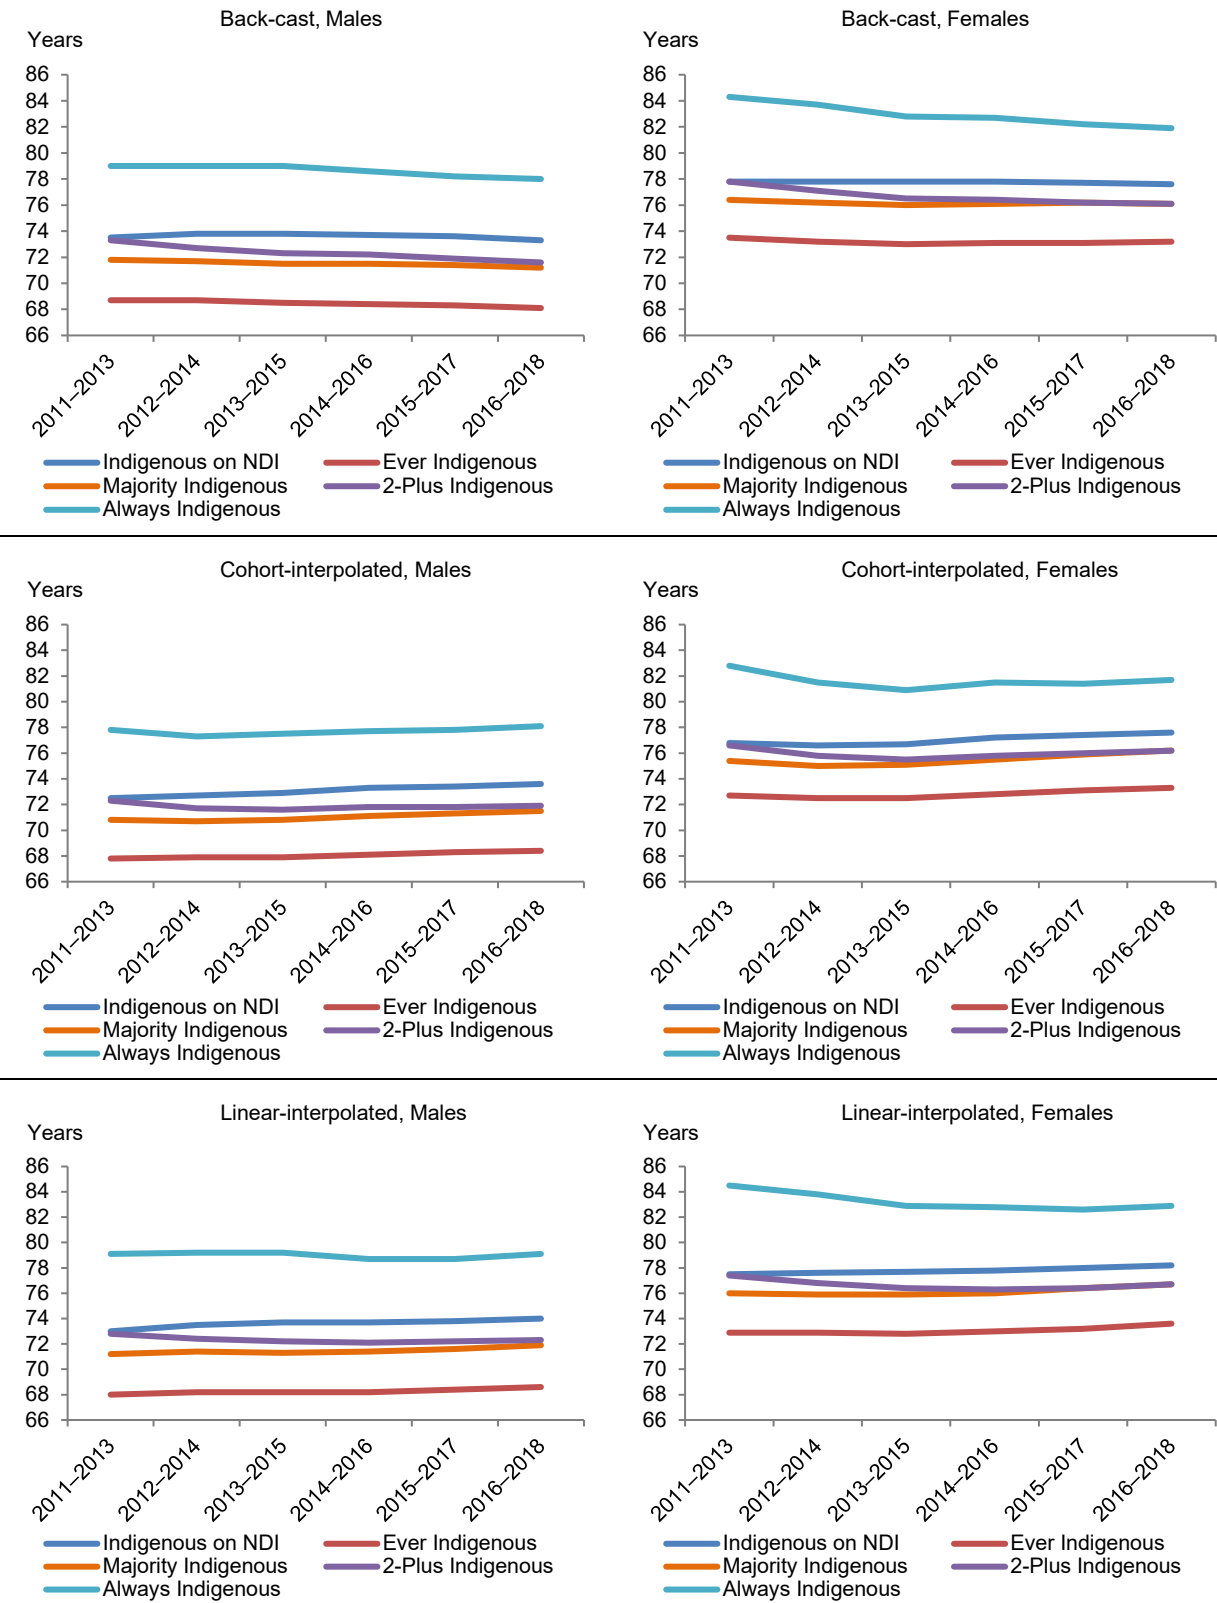 Back-cast, Males
Years
86
84
82
80
78
76
74
72
70
68
66
2011–2013
2012–2014
2013–2015
2014–2016
2015–2017
2016–2018
Indigenous on NDI
Ever Indigenous
Majority Indigenous
2-Plus Indigenous
Always Indigenous
Back-cast, Females
Years
86
84
82
80
78
76
74
72
70
68
66
2011–2013
2012–2014
2013–2015
2014–2016
2015–2017
2016–2018
Indigenous on NDI
Ever Indigenous
Majority Indigenous
2-Plus Indigenous
Always Indigenous
Cohort-interpolated, Males
Years
86
84
82
80
78
76
74
72
70
68
66
2011–2013
2012–2014
2013–2015
2014–2016
2015–2017
2016–2018
Indigenous on NDI
Ever Indigenous
Majority Indigenous
2-Plus Indigenous
Always Indigenous
Cohort-interpolated, Females
Years
86
84
82
80
78
76
74
72
70
68
66
2011–2013
2012–2014
2013–2015
2014–2016
2015–2017
2016–2018
Indigenous on NDI
Ever Indigenous
Majority Indigenous
2-Plus Indigenous
Always Indigenous
Linear-interpolated, Males
Years
86
84
82
80
78
76
74
72
70
68
66
2011–2013
2012–2014
2013–2015
2014–2016
2015–2017
2016–2018
Indigenous on NDI
Ever Indigenous
Majority Indigenous
2-Plus Indigenous
Always Indigenous
Linear-interpolated, Females
Years
86
84
82
80
78
76
74
72
70
68
66
2011–2013
2012–2014
2013–2015
2014–2016
2015–2017
2016–2018
Indigenous on NDI
Ever Indigenous
Majority Indigenous
2-Plus Indigenous
Always Indigenous